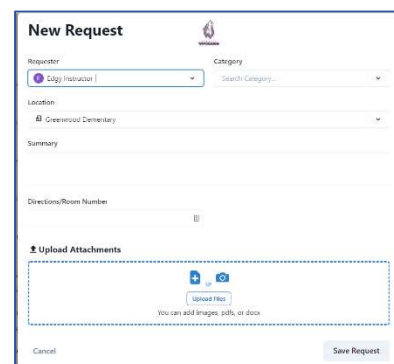 New Request
Requester
Category
E Edgy Instructor
Search Category...
Location
Greenwood Elementary
Summary
Directions/Room Number
Upload Attachments
or
Upload Files
You can add images, pdfs, or docx
Cancel
Save Request